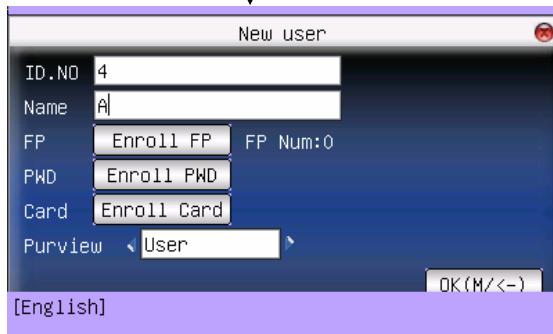 New user
ID.NO 4
Name A
FP Enroll FP FP Num:0
PWD Enroll PWD
Card Enroll Card
Purview User
OK(M/<-)
[English]